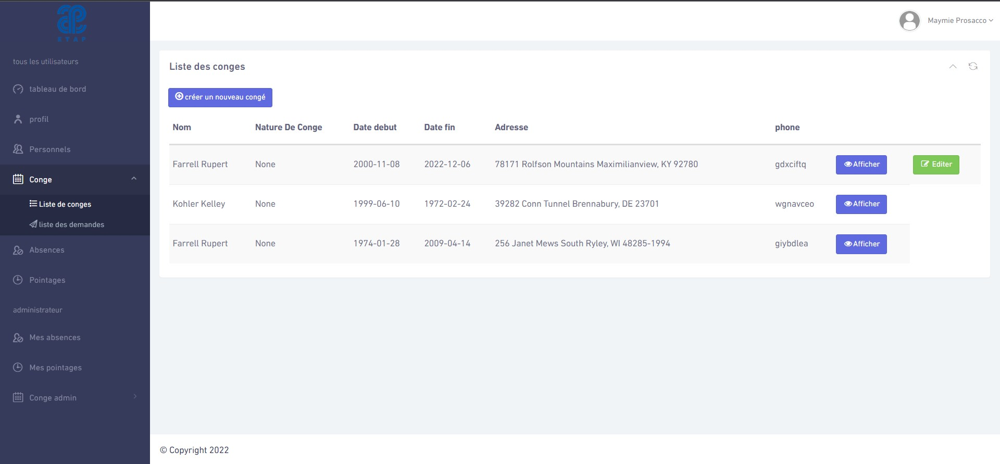 ETAP
Maymie Prosacco
tous les utilisateurs
tableau de bord
profil
Personnels
Conge
Liste de conges
liste des demandes
Absences
Pointages
administrateur
Mes absences
Mes pointages
Conge admin
Liste des conges
créer un nouveau congé
Nom Nature De Conge Date debut Date fin Adresse phone
Farrell Rupert None 2000-11-08 2022-12-06 78171 Rolfson Mountains Maximilianview, KY 92780 gdxciftq Afficher Editer
Kohler Kelley None 1999-06-10 1972-02-24 39282 Conn Tunnel Brennabury, DE 23701 wgnavceo Afficher
Farrell Rupert None 1974-01-28 2009-04-14 256 Janet Mews South Ryley, WI 48285-1994 giybdlea Afficher
© Copyright 2022